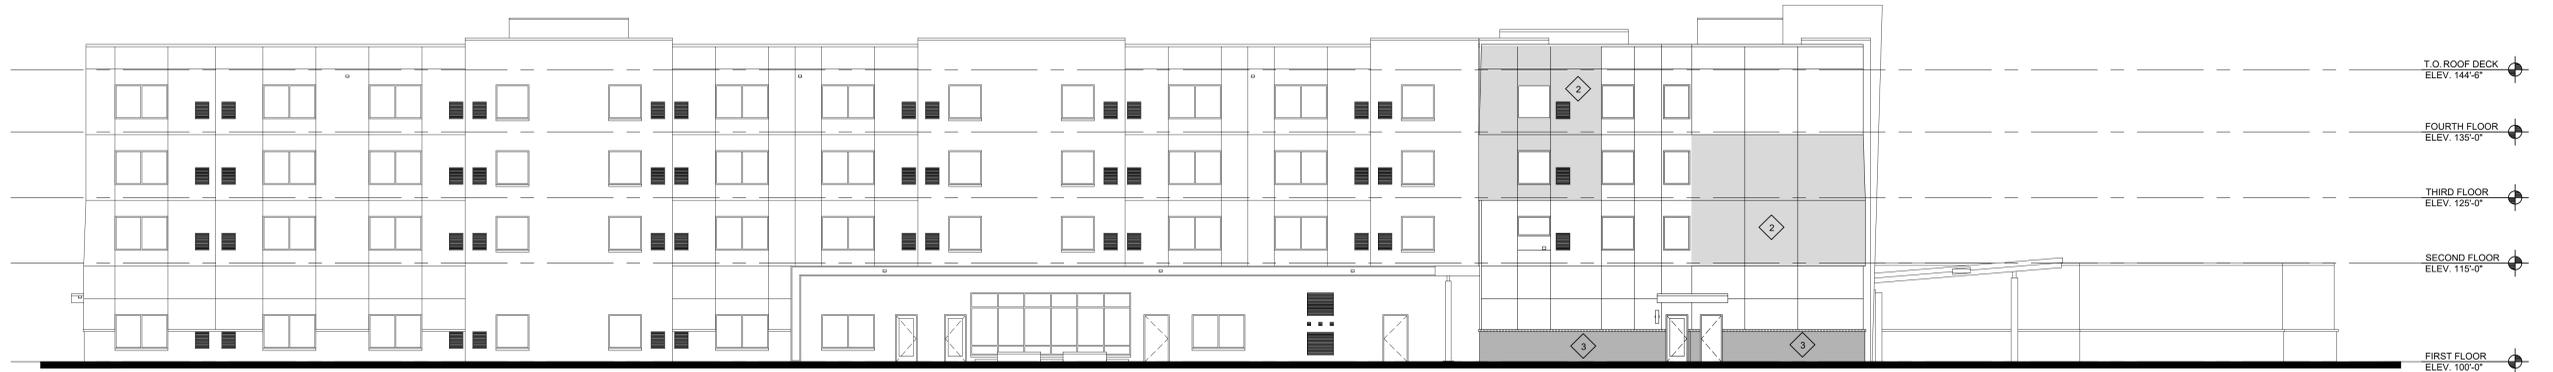 T.O. ROOF DECK
ELEV. 144'-6"
2
FOURTH FLOOR
ELEV. 135'-0"
THIRD FLOOR
ELEV. 125'-0"
2
SECOND FLOOR
ELEV. 115'-0"
3
3
FIRST FLOOR
ELEV. 100'-0"